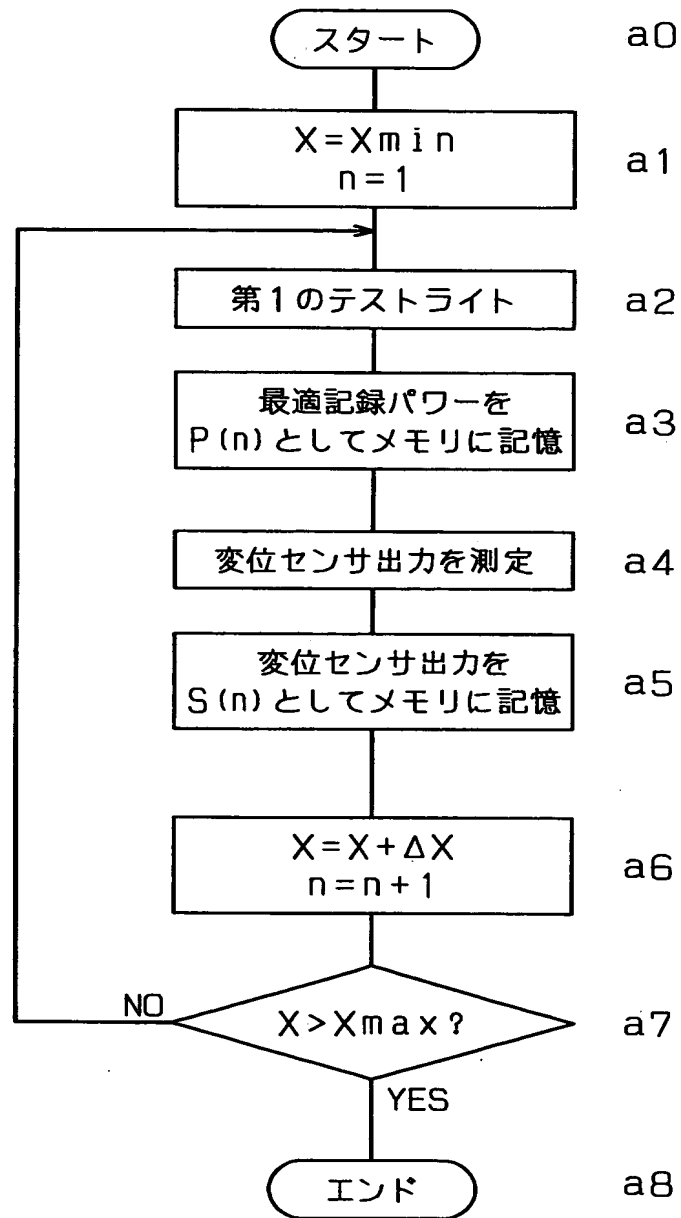 スタート
a0
X=Xmin
n=1
a1
第1のテストライト
a2
最適記録パワーを
P(n)としてメモリに記憶
a3
変位センサ出力を測定
a4
変位センサ出力を
S(n)としてメモリに記憶
a5
X=X+ΔX
n=n+1
a6
NO
X>Xmax?
a7
YES
エンド
a8